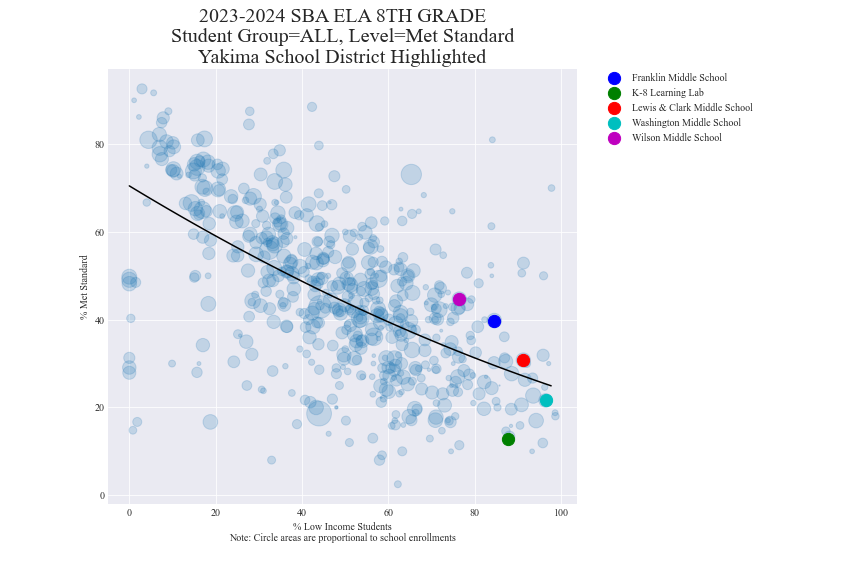 2023-2024 SBA ELA 8TH GRADE
Student Group=ALL, Level=Met Standard
Yakima School District Highlighted
Franklin Middle School
K-8 Learning Lab
Lewis & Clark Middle School
Washington Middle School
Wilson Middle School
% Met Standard
80
60
40
20
0
0 20 40 60 80 100
% Low Income Students
Note: Circle areas are proportional to school enrollments